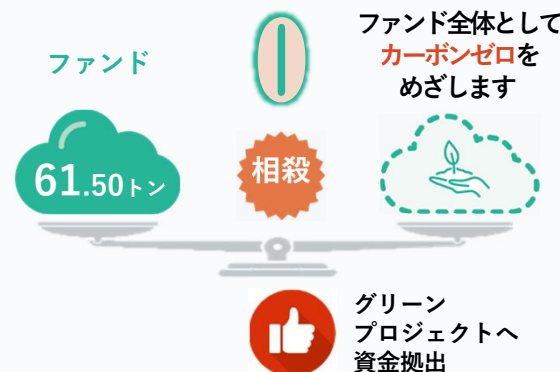 ファンド
ファンド全体として
カーボンゼロを
めざします
61.50トン
相殺
グリーン
プロジェクトへ
資金拠出